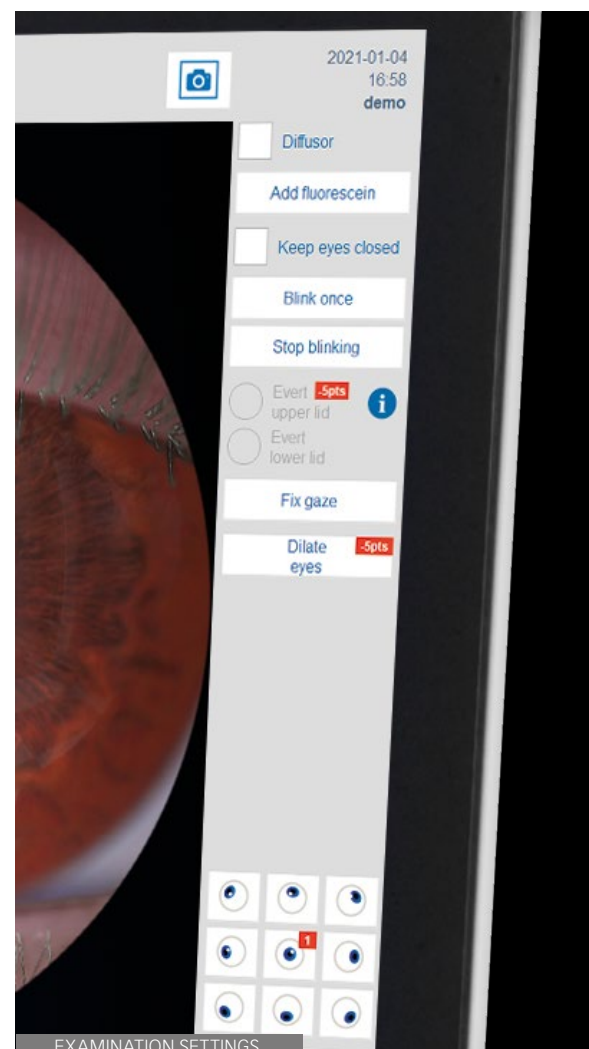 2021-01-04
16:58
demo
Diffusor
Add fluorescein
Keep eyes closed
Blink once
Stop blinking
Evert -5pts
upper lid
i
Evert
lower lid
Fix gaze
Dilate -5pts
eyes
1
EXAMINATION SETTINGS